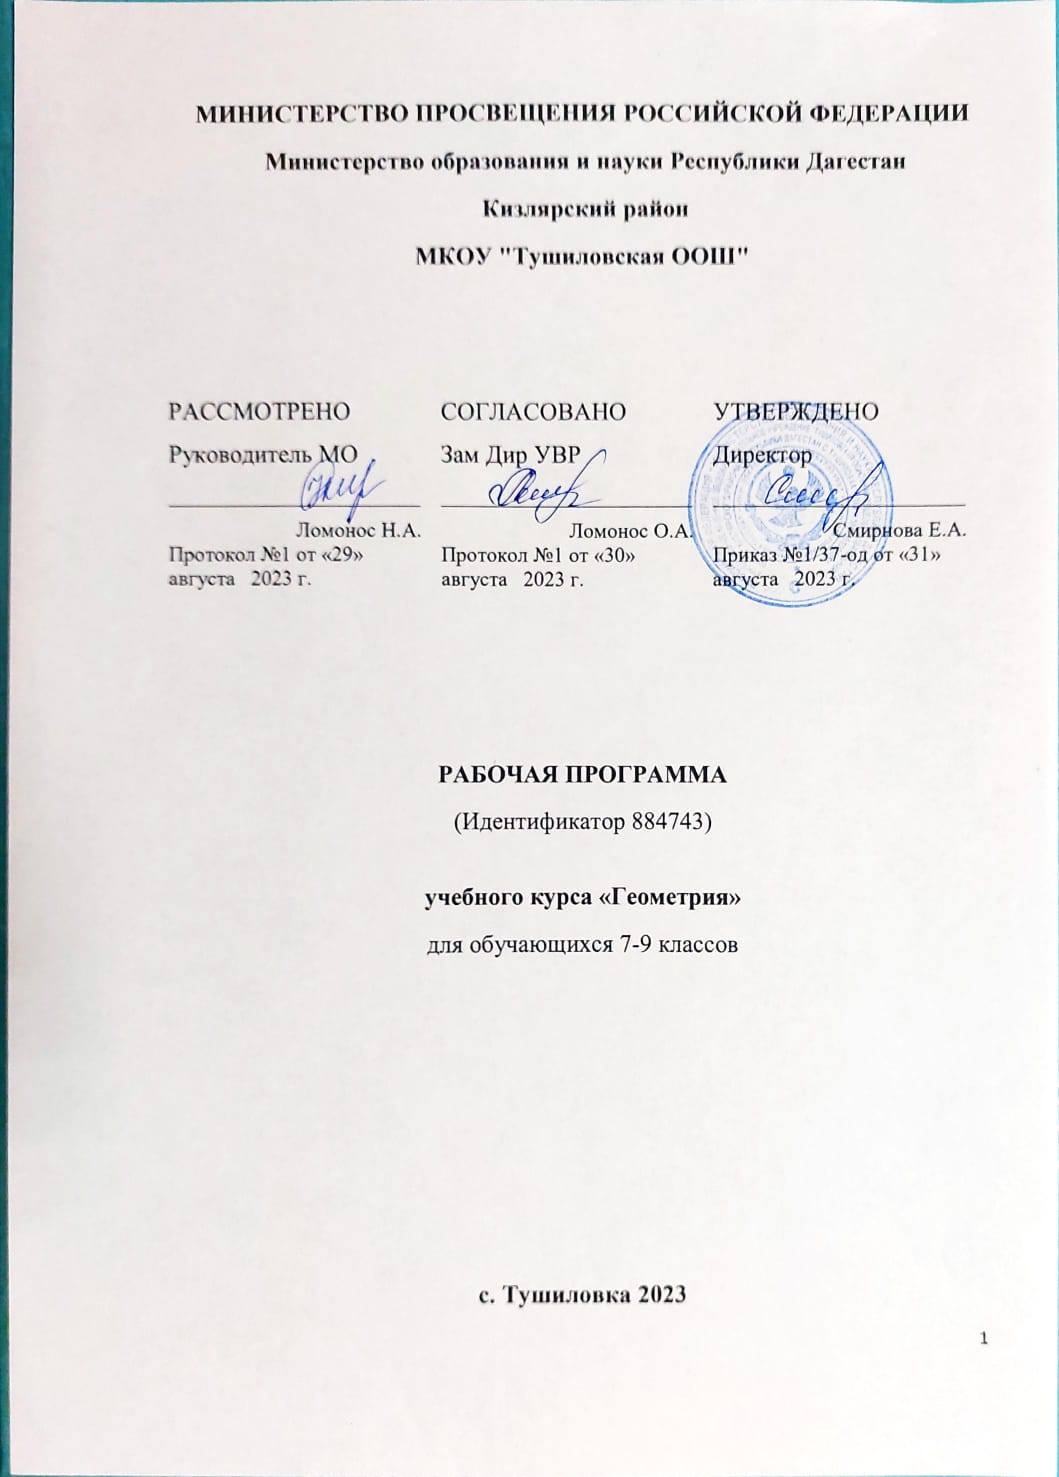 МИНИСТЕРСТВО ПРОСВЕЩЕНИЯ РОССИЙСКОЙ ФЕДЕРАЦИИ
Министерство образования и науки Республики Дагестан
Кизлярский район
МКОУ "Тушиловская ООШ"
РАССМОТРЕНО
Руководитель МО
Ломонос Н.А.
Протокол №1 от «29»
августа 2023 г.
СОГЛАСОВАНО
Зам Дир УВР
Ломонос О.А.
Протокол №1 от «30»
августа 2023 г.
УТВЕРЖДЕНО
Директор
Смирнова Е.А.
Приказ №1/37-од от «31»
августа 2023 г.
РАБОЧАЯ ПРОГРАММА
(Идентификатор 884743)
учебного курса «Геометрия»
для обучающихся 7-9 классов
с. Тушиловка 2023
1